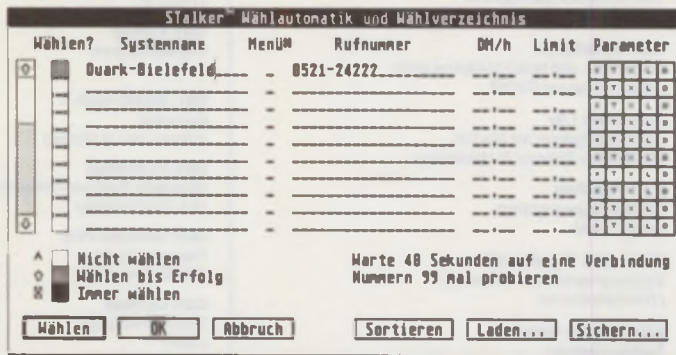 STalker™ Wählautomatik und Wählverzeichnis
Wählen? Systemname Menü# Rufnummer DM/h Limit Parameter
Quark-Bielefeld 0521-24222
Nicht wählen
Wählen bis Erfolg
Immer wählen
Warte 40 Sekunden auf eine Verbindung
Nummern 99 mal probieren
Wählen OK Abbruch Sortieren Laden... Sichern...